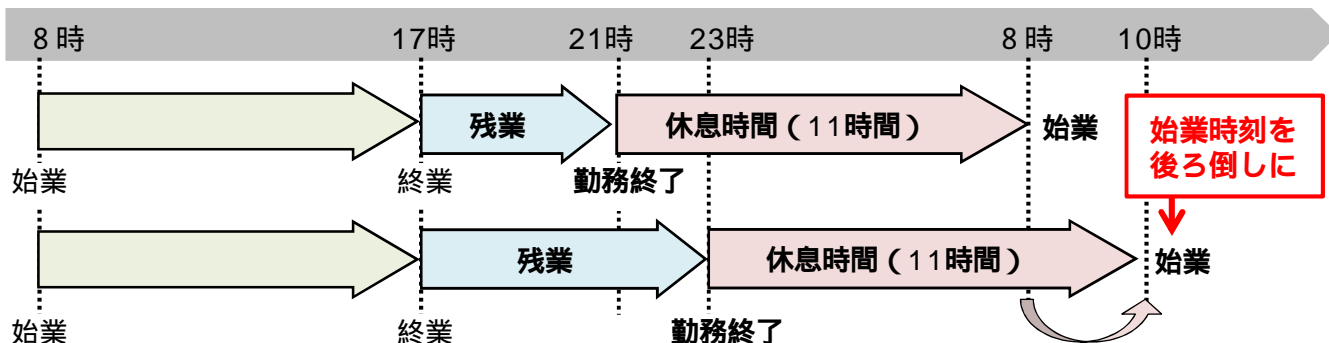 8時 17時 21時 23時 8時 10時
残業 休息時間(11時間) 始業
始業時刻を
後ろ倒しに
始業 終業 勤務終了
残業 休息時間(11時間) 始業
始業 終業 勤務終了